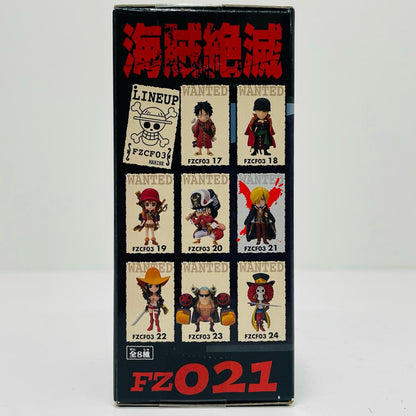 海賊絶滅
LINEUP
FZCF03
MARINE
WANTED
FZCF03 17
WANTED
FZCF03 18
WANTED
FZCF03 19
WANTED
FZCF03 20
WANTED
FZCF03 21
WANTED
FZCF03 22
WANTED
FZCF03 23
WANTED
FZCF03 24
全8種
FZ021